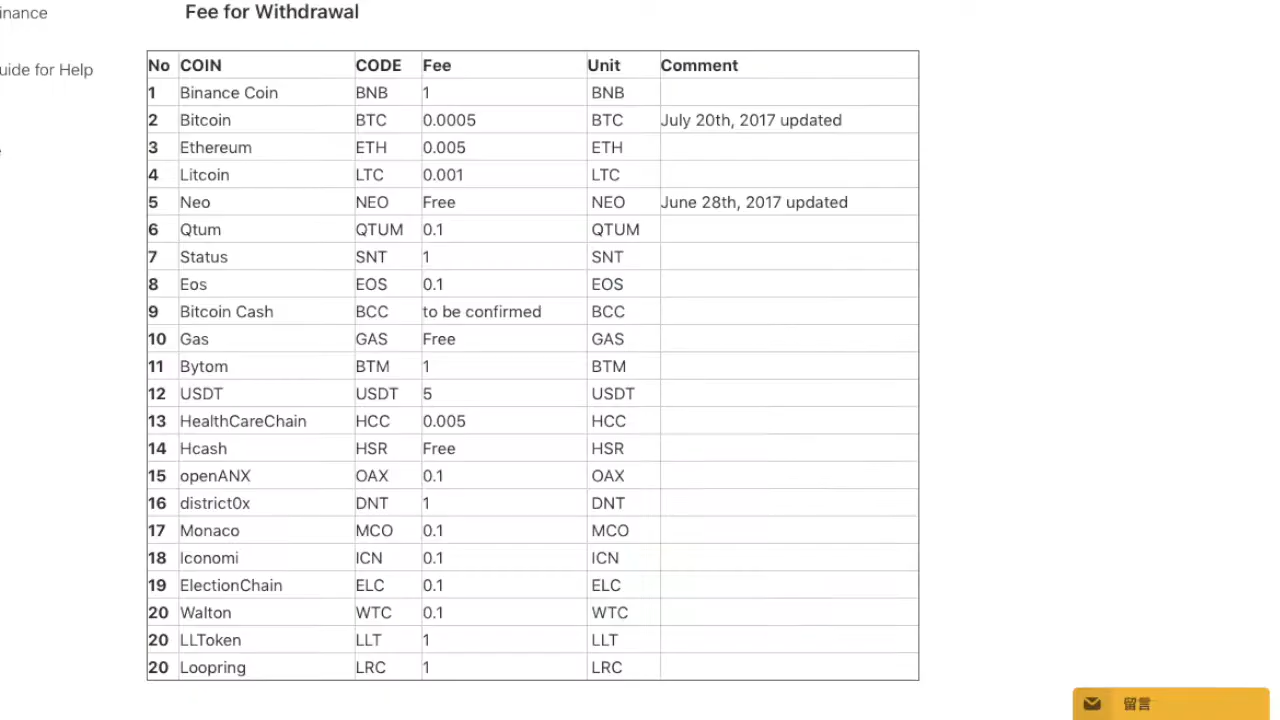 inance
Fee for Withdrawal
uide for Help
No COIN CODE Fee Unit Comment
1 Binance Coin BNB 1 BNB
2 Bitcoin BTC 0.0005 BTC July 20th, 2017 updated
3 Ethereum ETH 0.005 ETH
4 Litcoin LTC 0.001 LTC
5 Neo NEO Free NEO June 28th, 2017 updated
6 Qtum QTUM 0.1 QTUM
7 Status SNT 1 SNT
8 Eos EOS 0.1 EOS
9 Bitcoin Cash BCC to be confirmed BCC
10 Gas GAS Free GAS
11 Bytom BTM 1 BTM
12 USDT USDT 5 USDT
13 HealthCareChain HCC 0.005 HCC
14 Hcash HSR Free HSR
15 openANX OAX 0.1 OAX
16 district0x DNT 1 DNT
17 Monaco MCO 0.1 MCO
18 Iconomi ICN 0.1 ICN
19 ElectionChain ELC 0.1 ELC
20 Walton WTC 0.1 WTC
20 LLToken LLT 1 LLT
20 Loopring LRC 1 LRC
留言